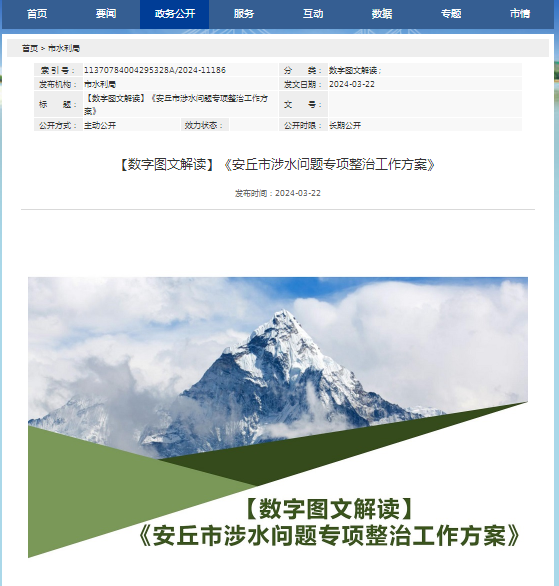 首页 要闻 政务公开 服务 互动 数据 专题 市情
首页 > 市水利局
索 引 号： 11370784004295328A/2024-11186 分 类： 数字图文解读 ;
发布机构： 市水利局 发文日期： 2024-03-22
标 题： 【数字图文解读】《安丘市涉水问题专项整治工作方
案》 文 号：
公开方式： 主动公开 效力状态： 公开时限： 长期公开
【数字图文解读】《安丘市涉水问题专项整治工作方案》
发布时间：2024-03-22
【数字图文解读】
《安丘市涉水问题专项整治工作方案》